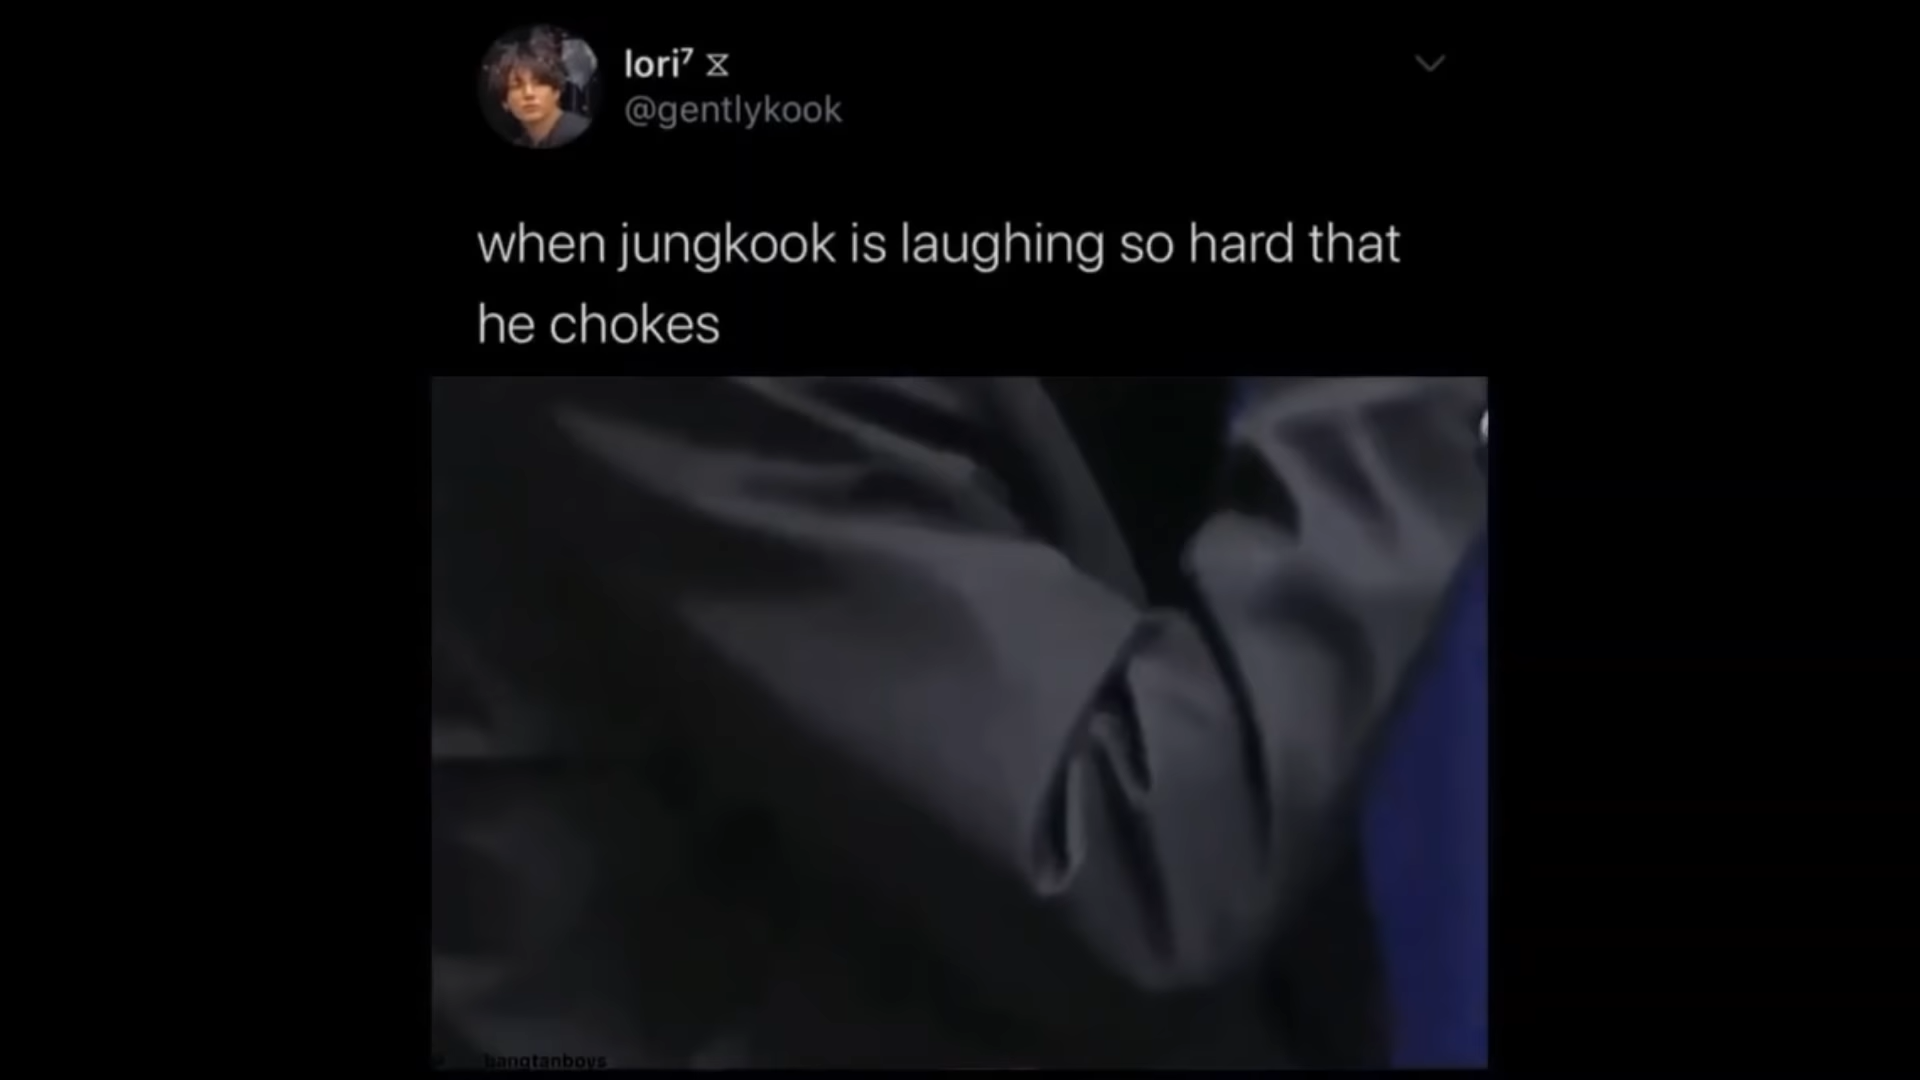 lori⁷ ⧖
@gentlykook
when jungkook is laughing so hard that
he chokes
bangtanboys